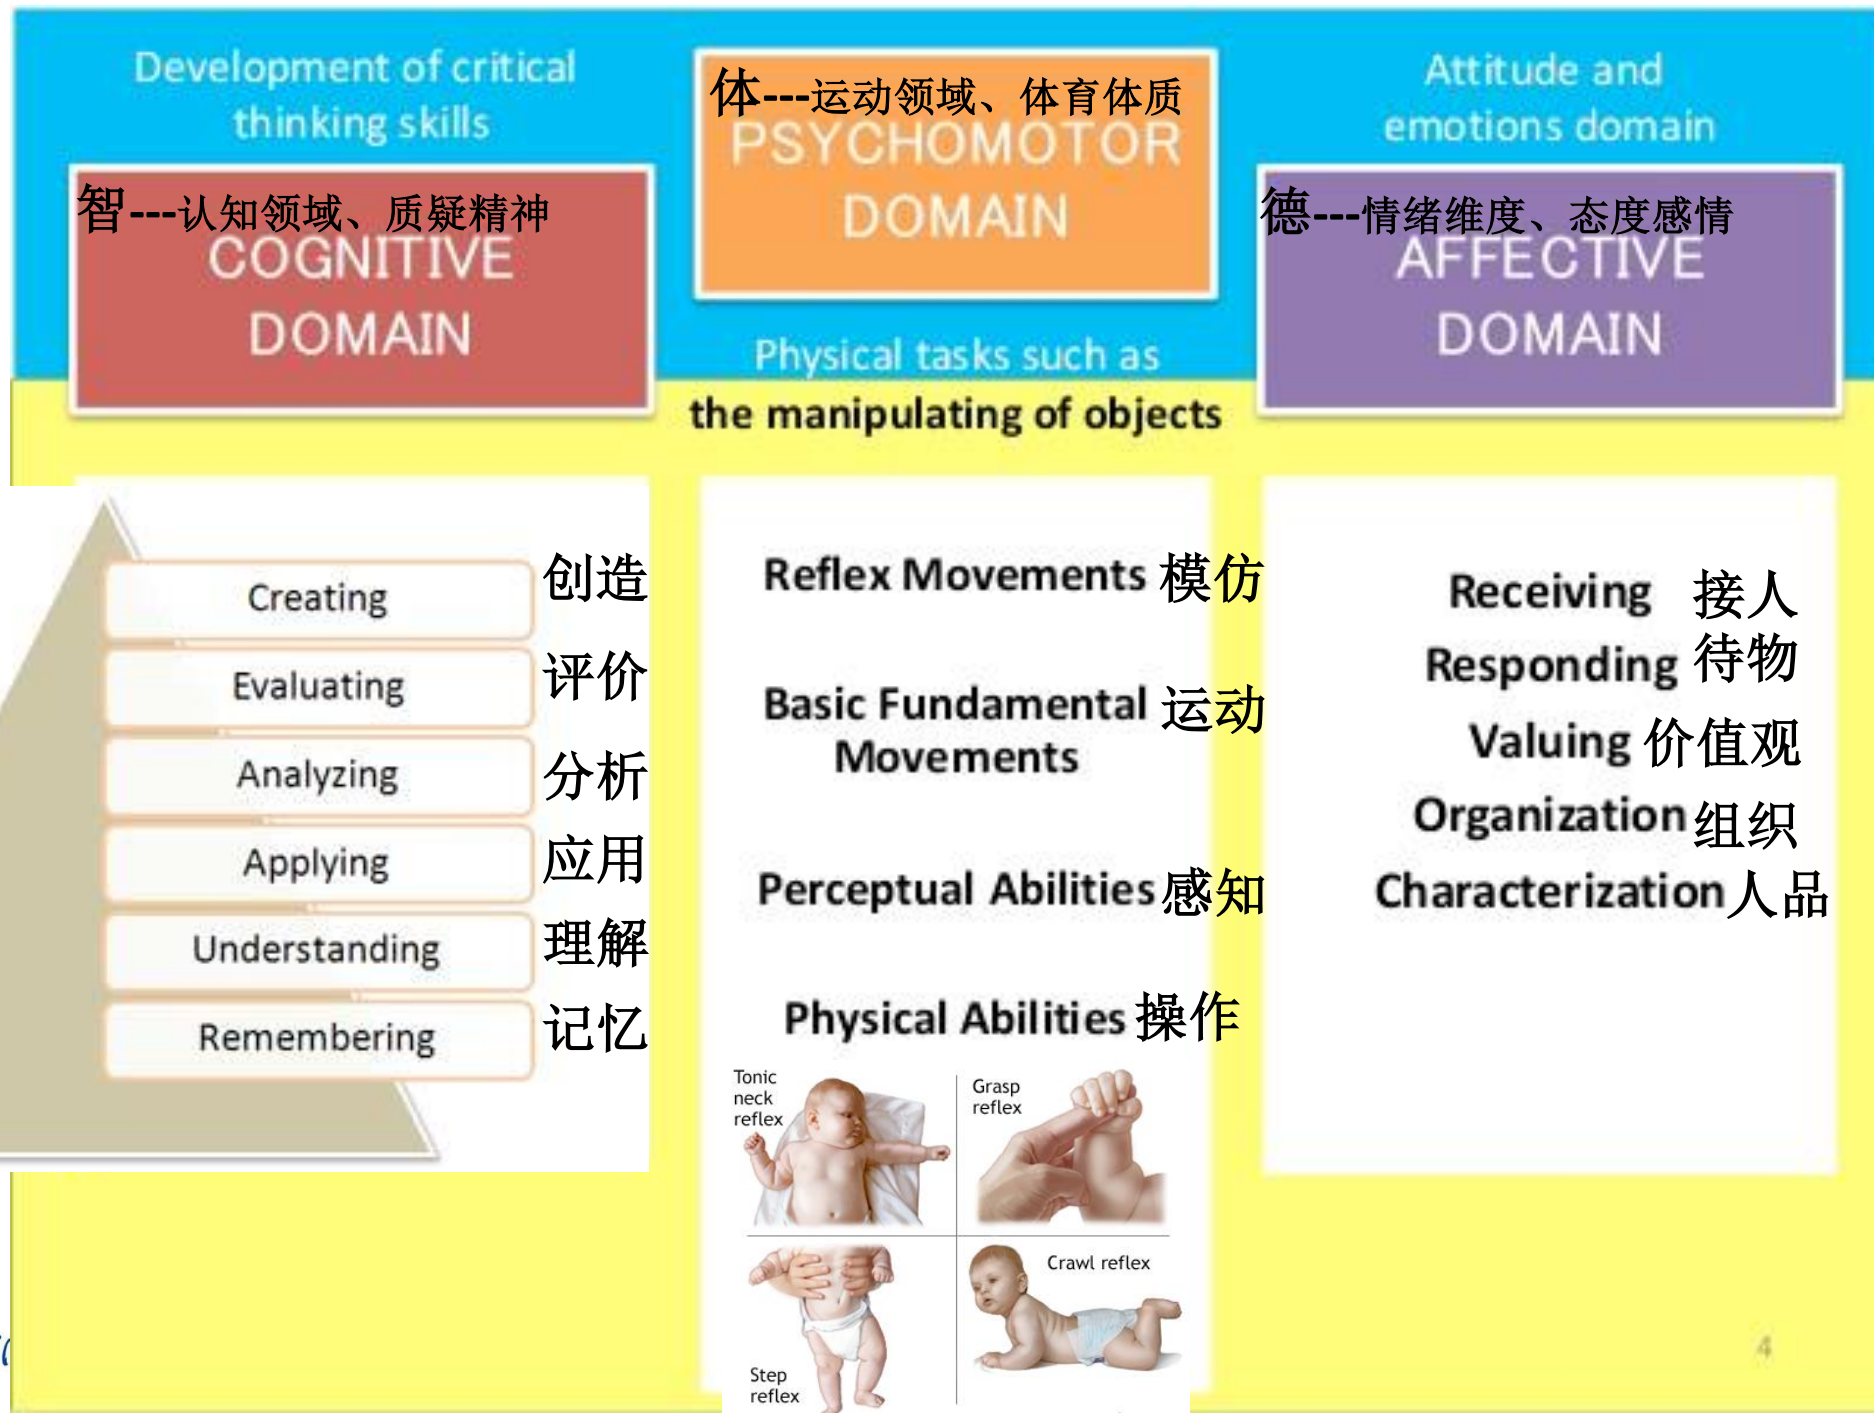 Development of critical
thinking skills
智---认知领域、质疑精神
COGNITIVE
DOMAIN
体---运动领域、体育体质
PSYCHOMOTOR
DOMAIN
Physical tasks such as
the manipulating of objects
Attitude and
emotions domain
德---情绪维度、态度感情
AFFECTIVE
DOMAIN
Creating 创造
Evaluating 评价
Analyzing 分析
Applying 应用
Understanding 理解
Remembering 记忆
Reflex Movements 模仿
Basic Fundamental 运动
Movements
Perceptual Abilities 感知
Physical Abilities 操作
Tonic
neck
reflex
Grasp
reflex
Step
reflex
Crawl reflex
Receiving 接人
Responding 待物
Valuing 价值观
Organization 组织
Characterization 人品
4